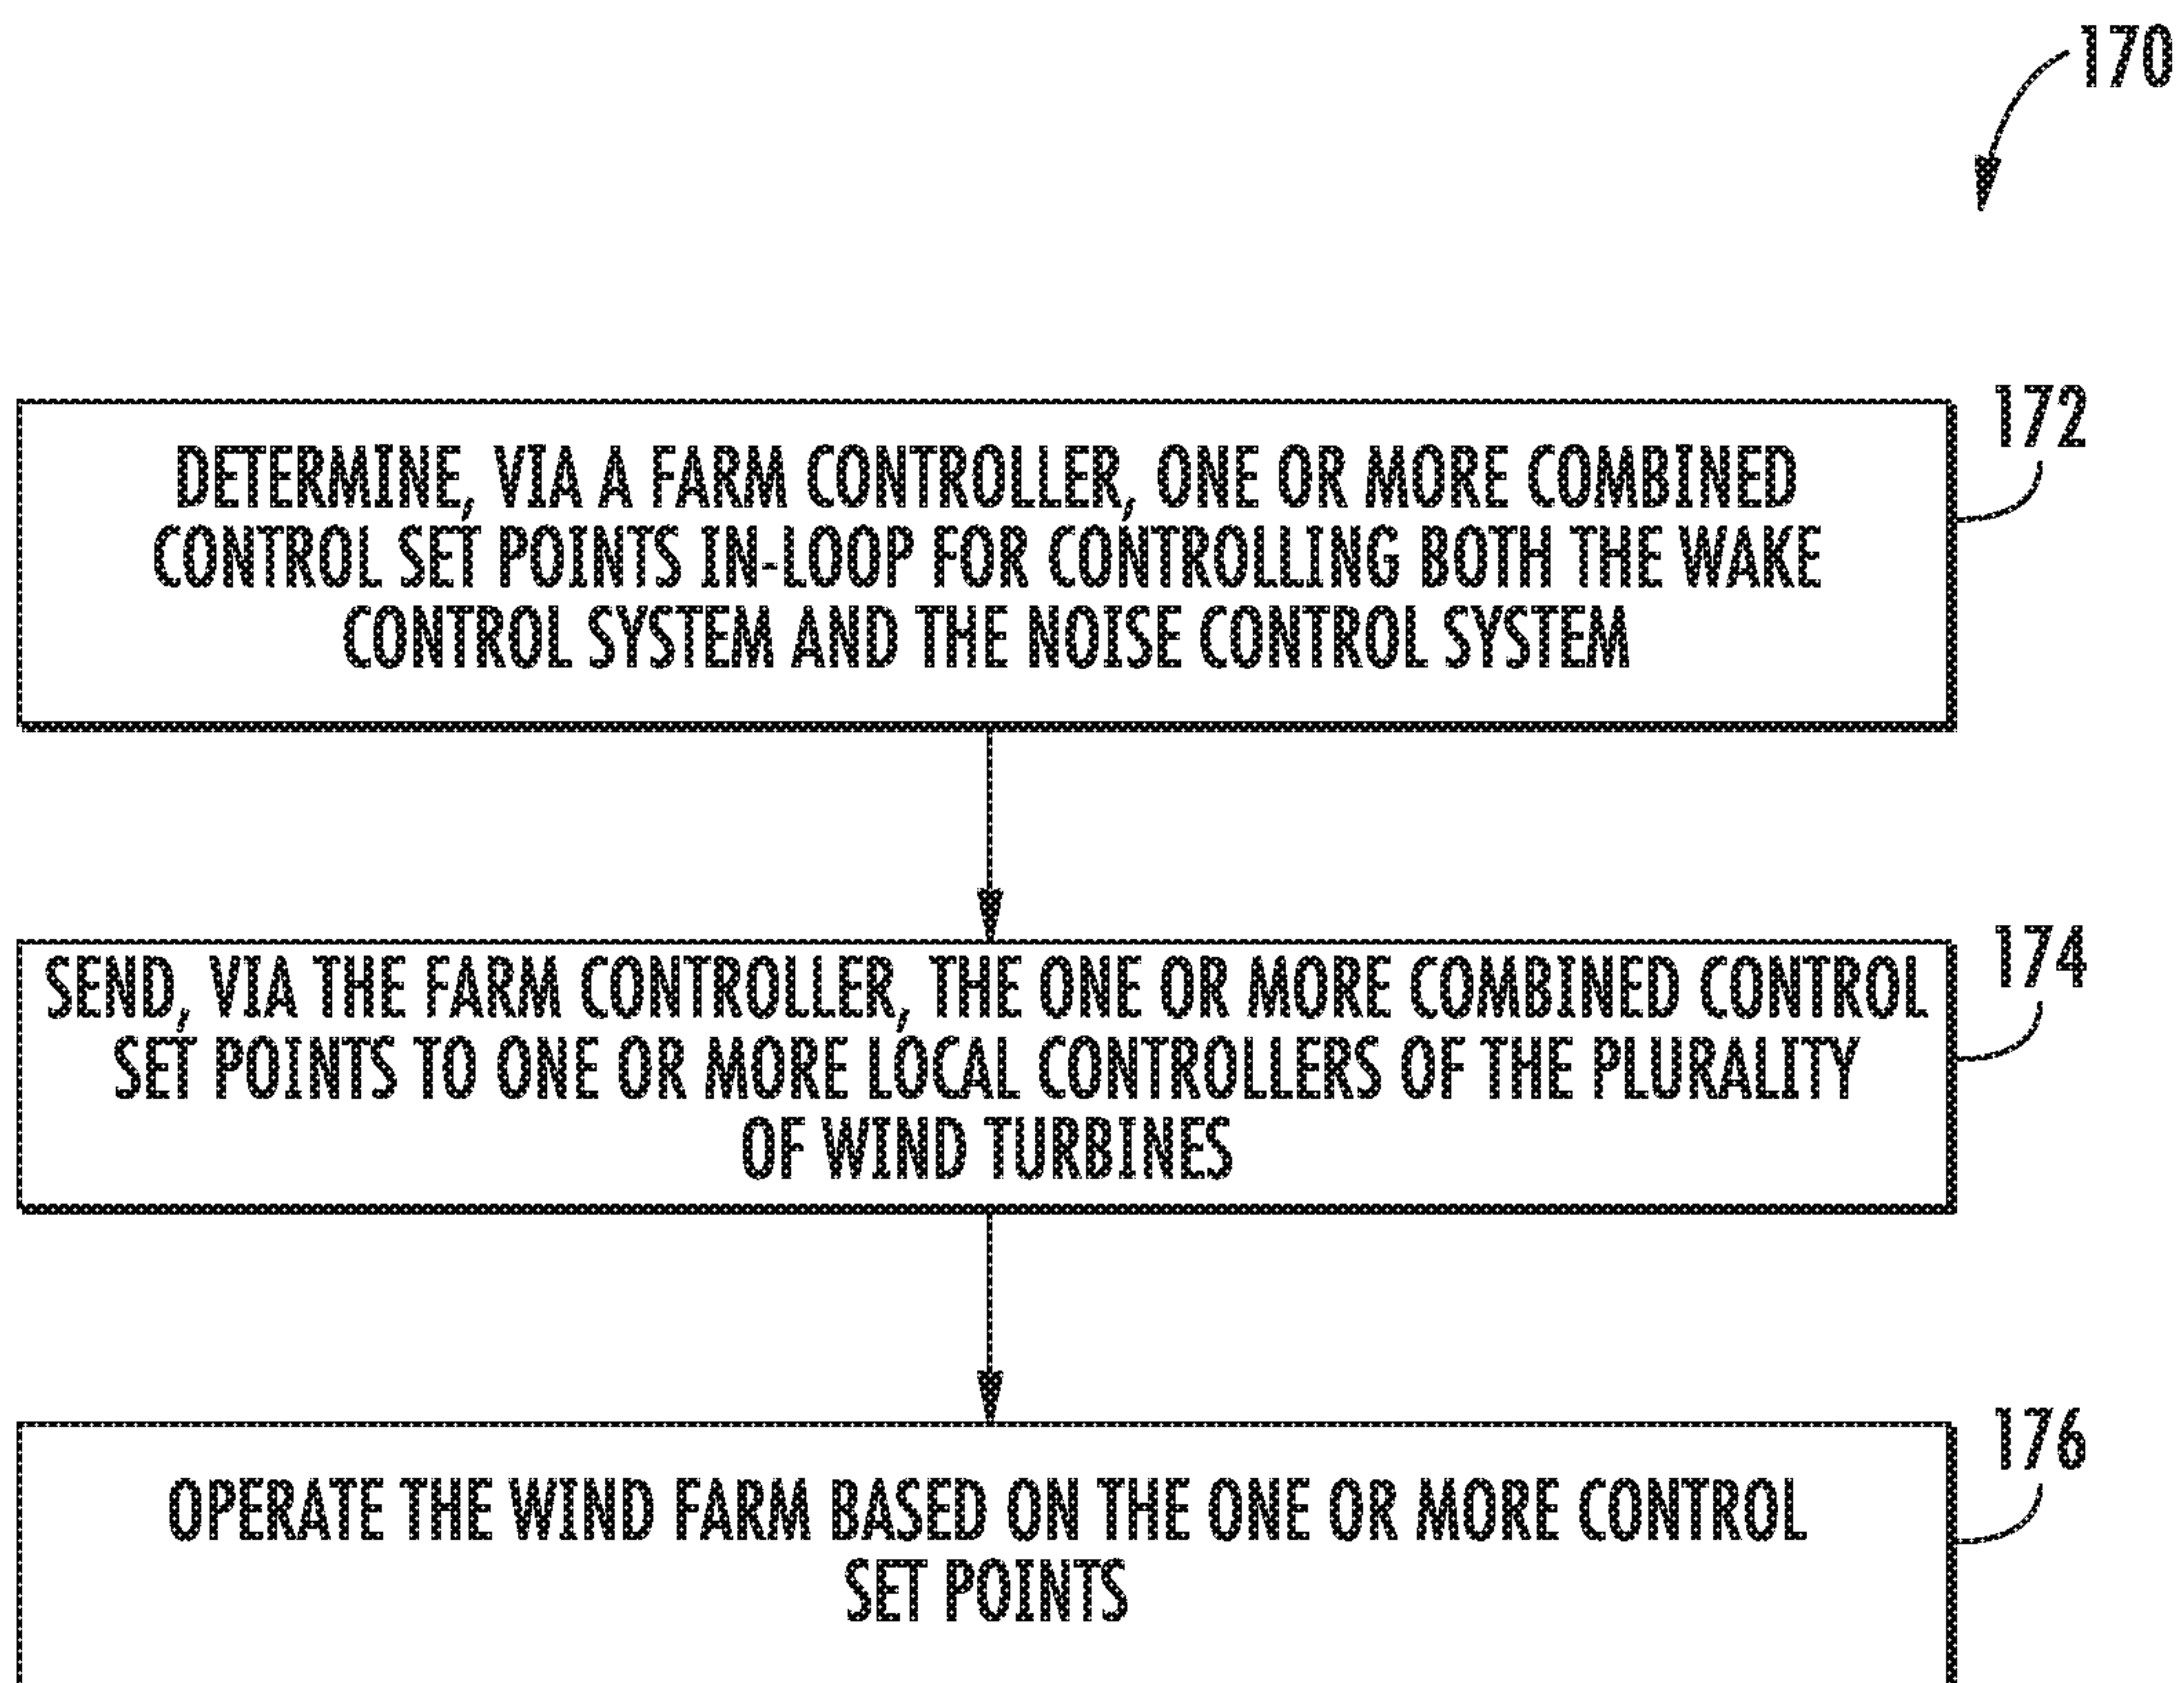 170
172
DETERMINE, VIA A FARM CONTROLLER, ONE OR MORE COMBINED
CONTROL SET POINTS IN-LOOP FOR CONTROLLING BOTH THE WAKE
CONTROL SYSTEM AND THE NOISE CONTROL SYSTEM
174
SEND, VIA THE FARM CONTROLLER, THE ONE OR MORE COMBINED CONTROL
SET POINTS TO ONE OR MORE LOCAL CONTROLLERS OF THE PLURALITY
OF WIND TURBINES
176
OPERATE THE WIND FARM BASED ON THE ONE OR MORE CONTROL
SET POINTS